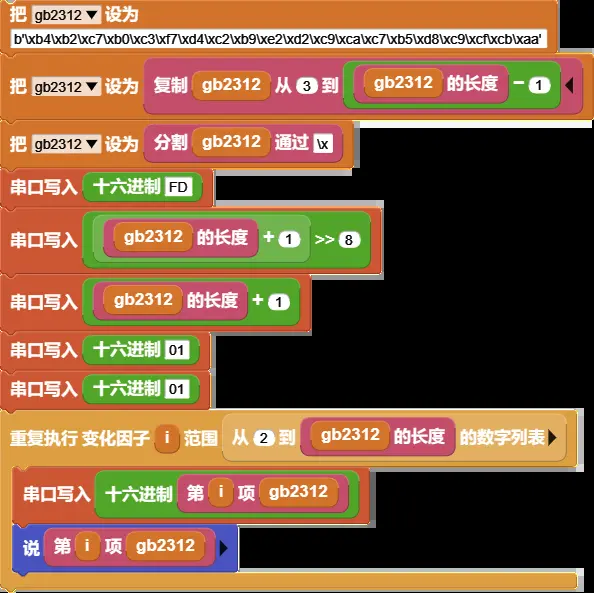 把 gb2312 ▼ 设为
b'\xb4\xb2\xc7\xb0\xc3\xf7\xd4\xc2\xb9\xe2\xd2\xc9\xca\xc7\xb5\xd8\xc9\xcf\xcb\xaa'
把 gb2312 ▼ 设为 复制 gb2312 从 3 到 gb2312 的长度 - 1
把 gb2312 ▼ 设为 分割 gb2312 通过 \x
串口写入 十六进制 FD
串口写入 gb2312 的长度 + 1 >> 8
串口写入 gb2312 的长度 + 1
串口写入 十六进制 01
串口写入 十六进制 01
重复执行 变化因子 i 范围 从 2 到 gb2312 的长度 的数字列表
串口写入 十六进制 第 i 项 gb2312
说 第 i 项 gb2312